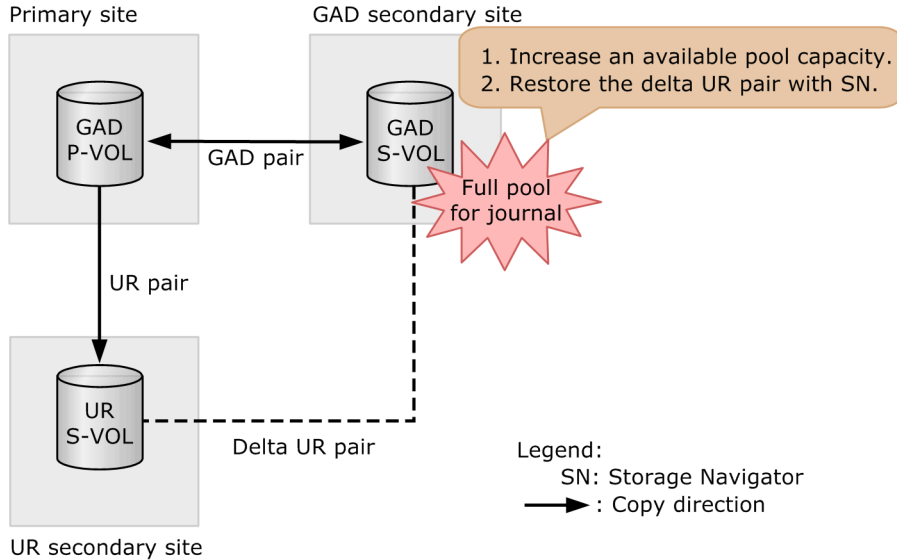 Primary site
GAD secondary site
1. Increase an available pool capacity.
2. Restore the delta UR pair with SN.
GAD
P-VOL
GAD pair
GAD
S-VOL
Full pool
for journal
UR pair
UR
S-VOL
Delta UR pair
Legend:
SN: Storage Navigator
: Copy direction
UR secondary site